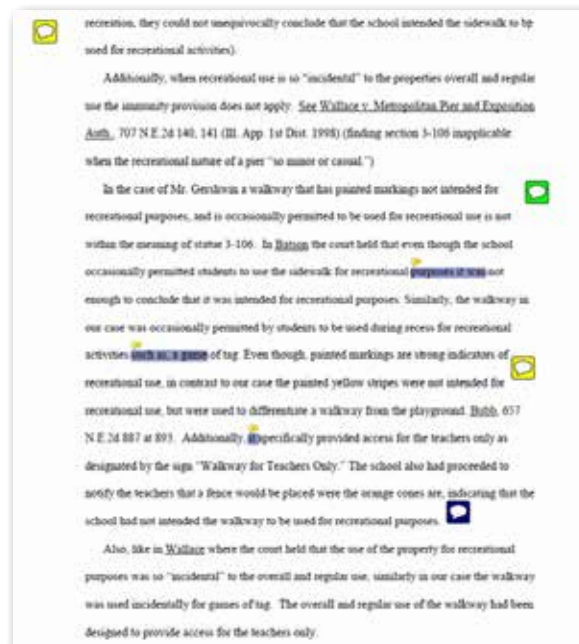 recreation, they could not unequivocally conclude that the school intended the sidewalk to be
used for recreational activities).
Additionally, when recreational use is so "incidental" to the properties overall and regular
use the immunity provision does not apply. See Wallace v. Metropolitan Pier and Exposition
Auth., 707 N.E.2d 140, 141 (Ill. App. 1st Dist. 1998) (finding section 3-106 inapplicable
when the recreational nature of a pier "so minor or casual.")
In the case of Mr. Gershwin a walkway that has painted markings not intended for
recreational purposes, and is occasionally permitted to be used for recreational use is not
within the meaning of statue 3-106. In Batson the court held that even though the school
occasionally permitted students to use the sidewalk for recreational purposes it was not
enough to conclude that it was intended for recreational purposes. Similarly, the walkway in
our case was occasionally permitted by students to be used during recess for recreational
activities such as, a game of tag. Even though, painted markings are strong indicators of
recreational use, in contrast to our case the painted yellow stripes were not intended for
recreational use, but were used to differentiate a walkway from the playground. Bubb, 657
N.E.2d 887 at 893. Additionally, it specifically provided access for the teachers only as
designated by the sign "Walkway for Teachers Only." The school also had proceeded to
notify the teachers that a fence would be placed were the orange cones are, indicating that the
school had not intended the walkway to be used for recreational purposes.
Also, like in Wallace where the court held that the use of the property for recreational
purposes was so "incidental" to the overall and regular use, similarly in our case the walkway
was used incidentally for games of tag. The overall and regular use of the walkway had been
designed to provide access for the teachers only.